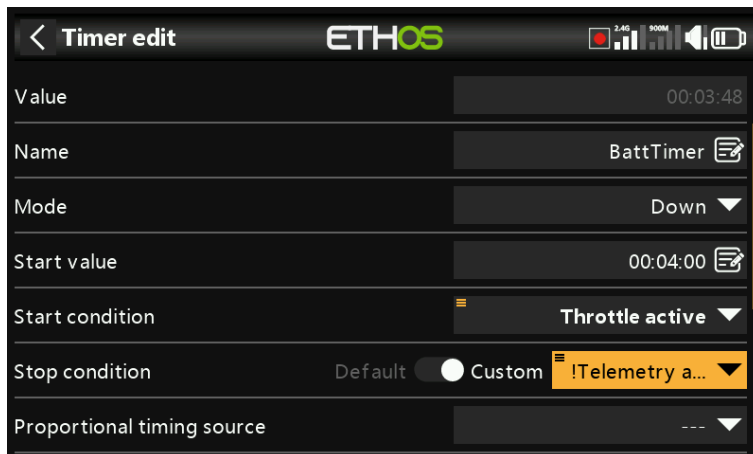 Timer edit ETHOS 2.4G 900M
Value 00:03:48
Name BattTimer
Mode Down
Start value 00:04:00
Start condition Throttle active
Stop condition Default Custom !Telemetry a...
Proportional timing source ---